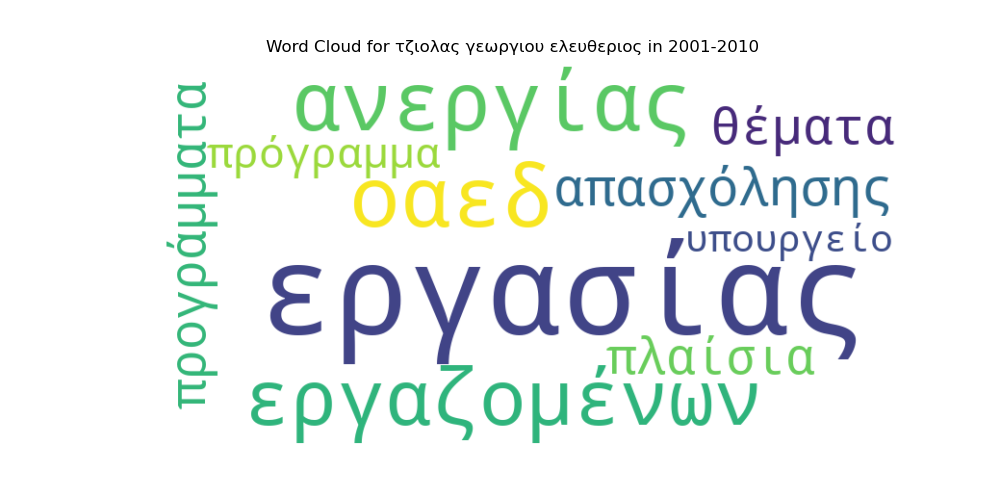 Word Cloud for τζιολας γεωργιου ελευθεριος in 2001-2010
ανεργίας
θέματα
πρόγραμμα
προγράμματα
οαεδ
απασχόλησης
υπουργείο
εργασίας
πλαίσια
εργαζομένων